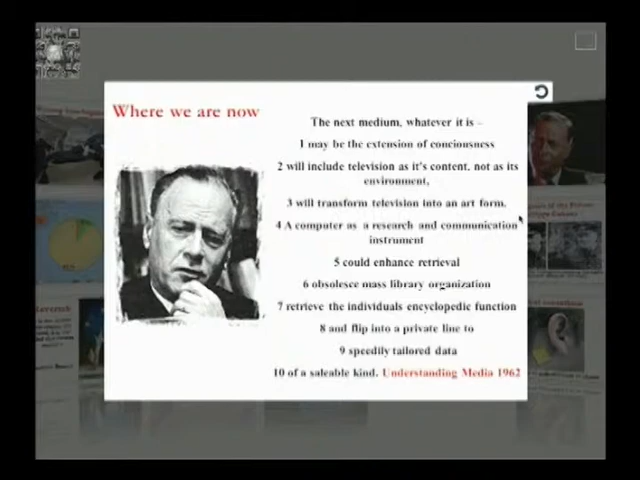 Where we are now
The next medium, whatever it is –
1 may be the extension of conciousness
2 will include television as it's content, not as its
environment,
3 will transform television into an art form.
4 A computer as a research and communication
instrument
5 could enhance retrieval
6 obsolesce mass library organization
7 retrieve the individuals encyclopedic function
8 and flip into a private line to
9 speedily tailored data
10 of a saleable kind. Understanding Media 1962